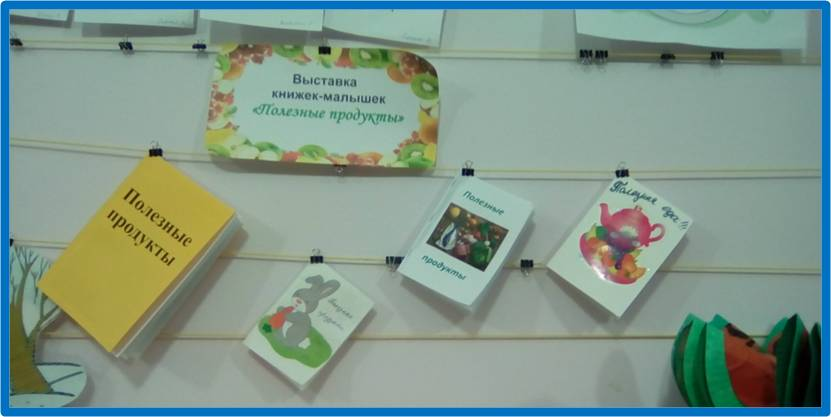 Выставка
книжек-малышек
«Полезные продукты»
Полезные
продукты
Полезные
продукты
Полезная еда!!!